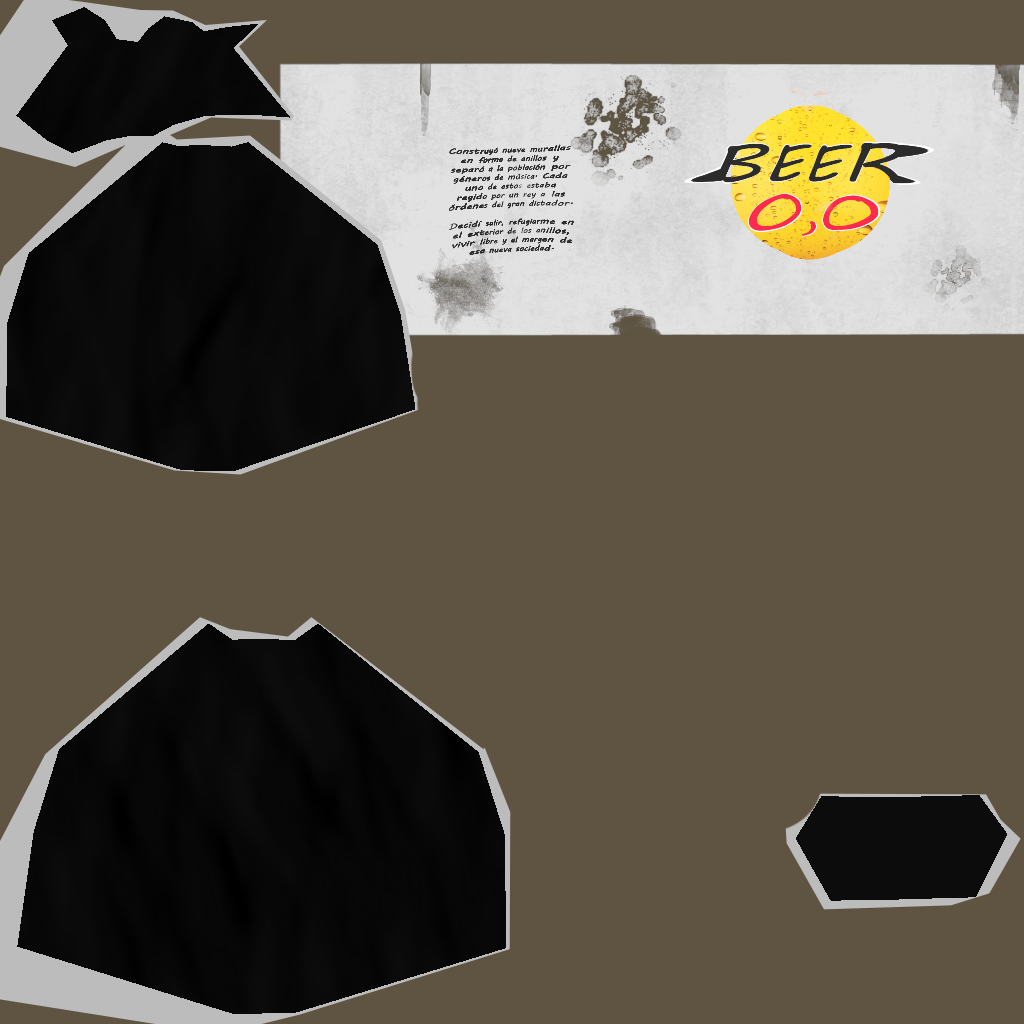 Construyó nueve murallas
en forma de anillos y
separó a la población por
géneros de música. Cada
uno de estos estaba
regido por un rey a las
órdenes del gran dictador.
Decidí salir, refugiarme en
el exterior de los anillos,
vivir libre y al margen de
esa nueva sociedad.
BEER
0,0